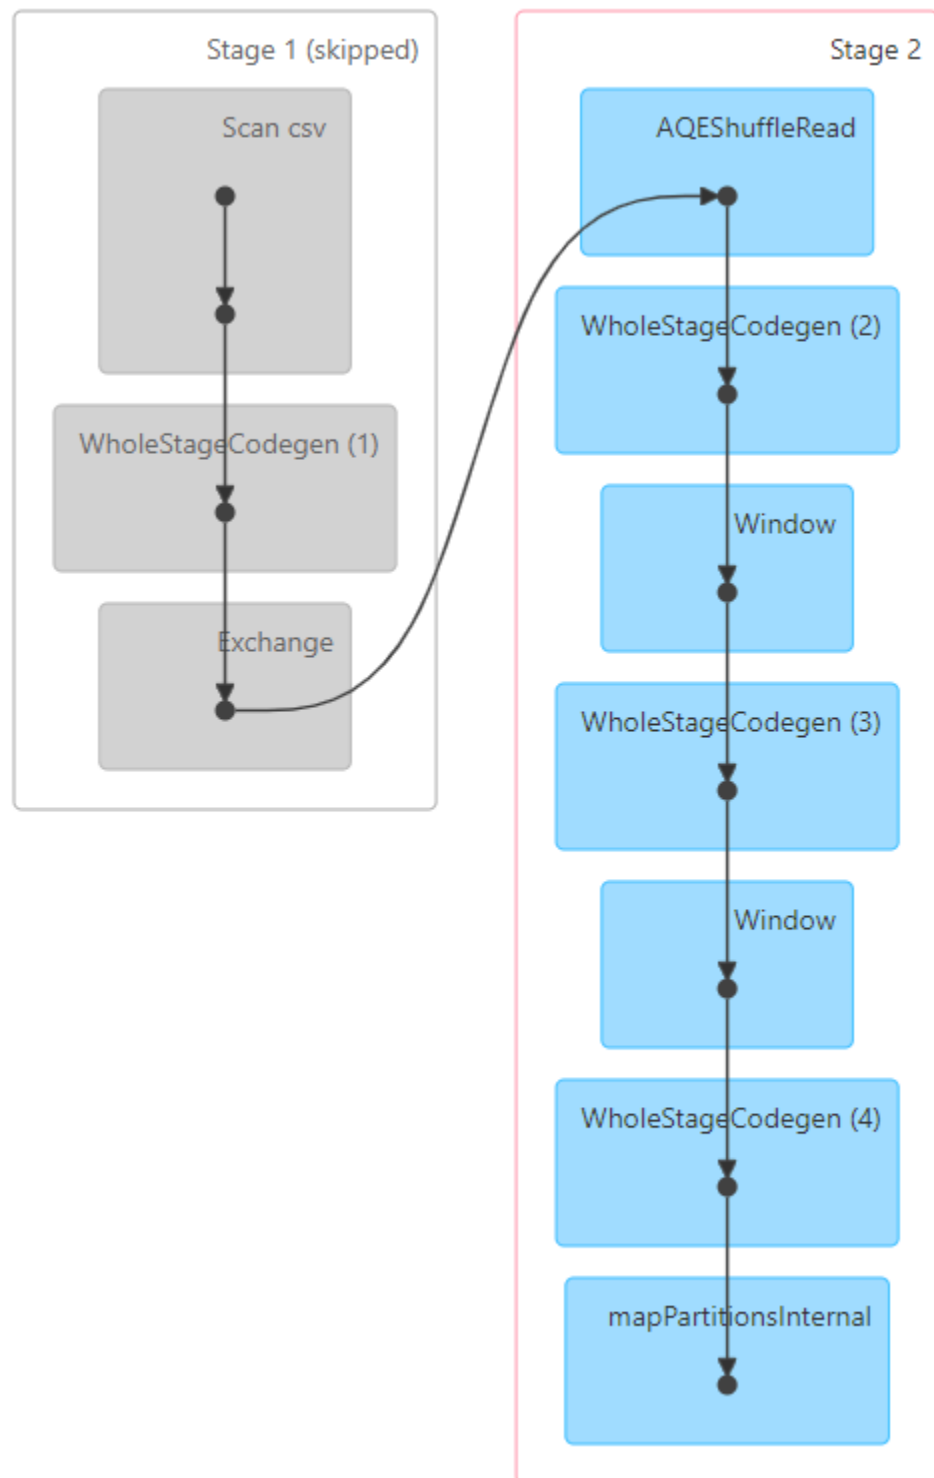 Stage 1 (skipped)
Scan csv
WholeStageCodegen (1)
Exchange
Stage 2
AQEShuffleRead
WholeStageCodegen (2)
Window
WholeStageCodegen (3)
Window
WholeStageCodegen (4)
mapPartitionsInternal